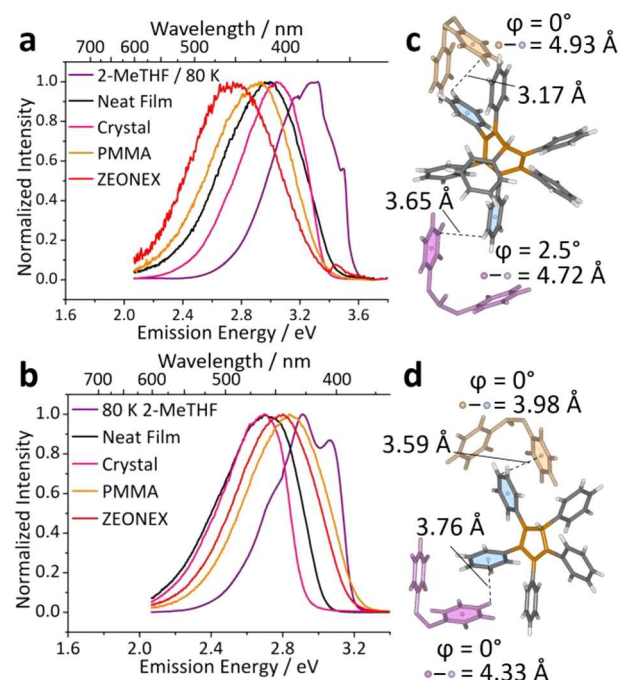 a
Wavelength / nm
700 600 500 400
2-MeTHF / 80 K
Neat Film
Crystal
PMMA
ZEONEX
Normalized Intensity
1.0
0.8
0.6
0.4
0.2
0.0
1.6 2.0 2.4 2.8 3.2 3.6
Emission Energy / eV
c
φ = 0°
= 4.93 Å
3.17 Å
3.65 Å
φ = 2.5°
= 4.72 Å
b
Wavelength / nm
700 600 500 400
80 K 2-MeTHF
Neat Film
Crystal
PMMA
ZEONEX
Normalized Intensity
1.0
0.8
0.6
0.4
0.2
0.0
1.6 2.0 2.4 2.8 3.2
Emission Energy / eV
d
φ = 0°
= 3.98 Å
3.59 Å
3.76 Å
φ = 0°
= 4.33 Å